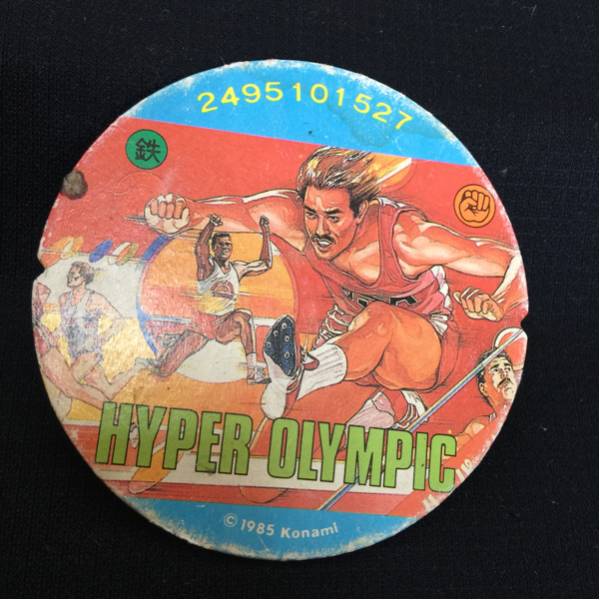 2495101527
鉄
HYPER OLYMPIC
© 1985 Konami